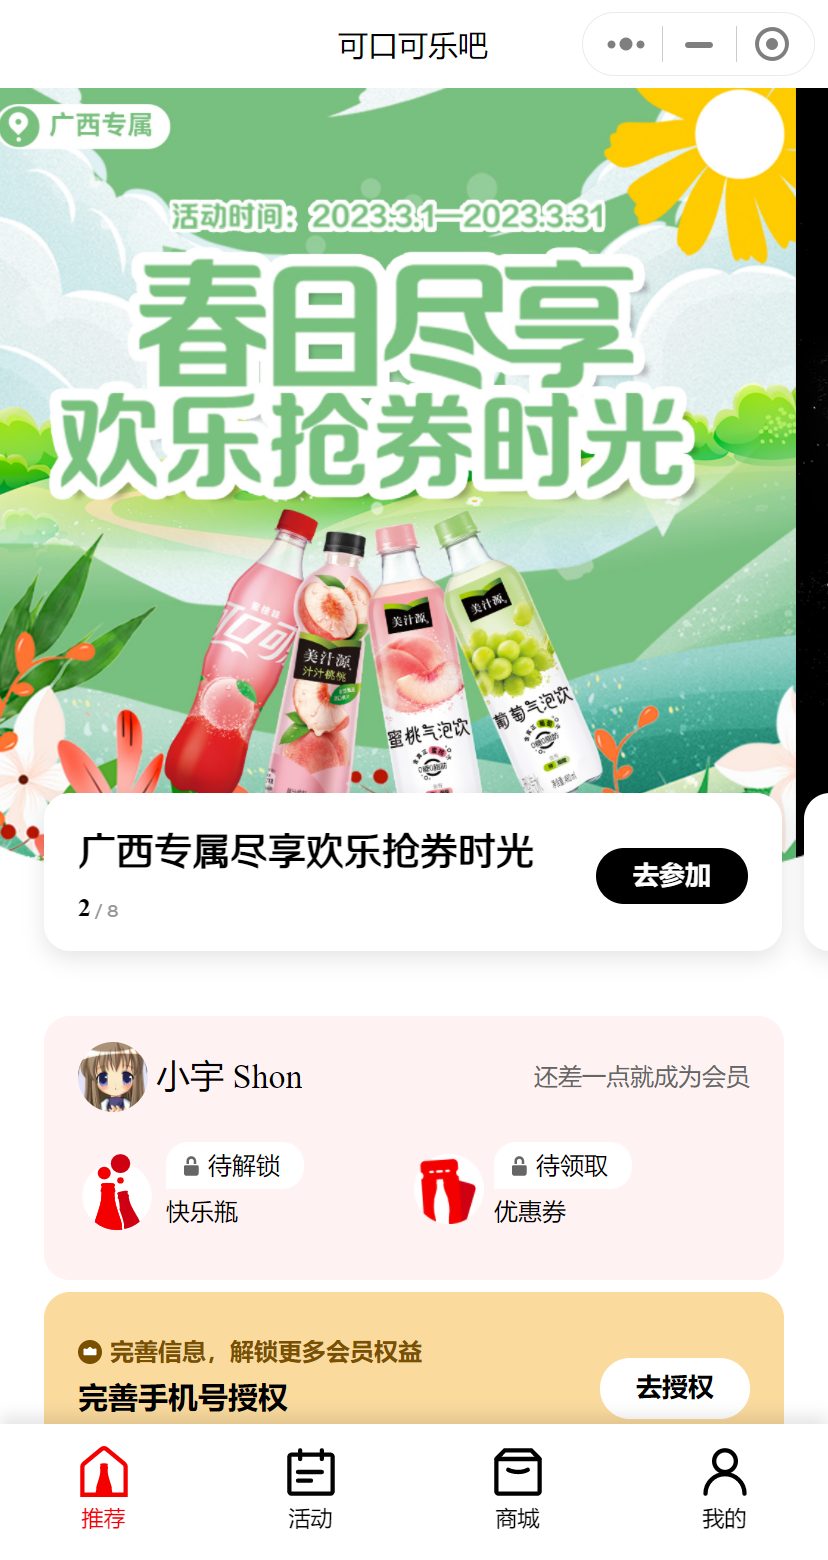 可口可乐吧
广西专属
活动时间：2023.3.1—2023.3.31
春日尽享
欢乐抢券时光
蜜桃味
可口可
美汁源
汁汁桃桃
美汁源
蜜桃气泡饮
美汁源
葡萄气泡饮
广西专属尽享欢乐抢券时光
去参加
2 / 8
小宇 Shon
还差一点就成为会员
待解锁
快乐瓶
待领取
优惠券
完善信息，解锁更多会员权益
完善手机号授权
去授权
推荐
活动
商城
我的